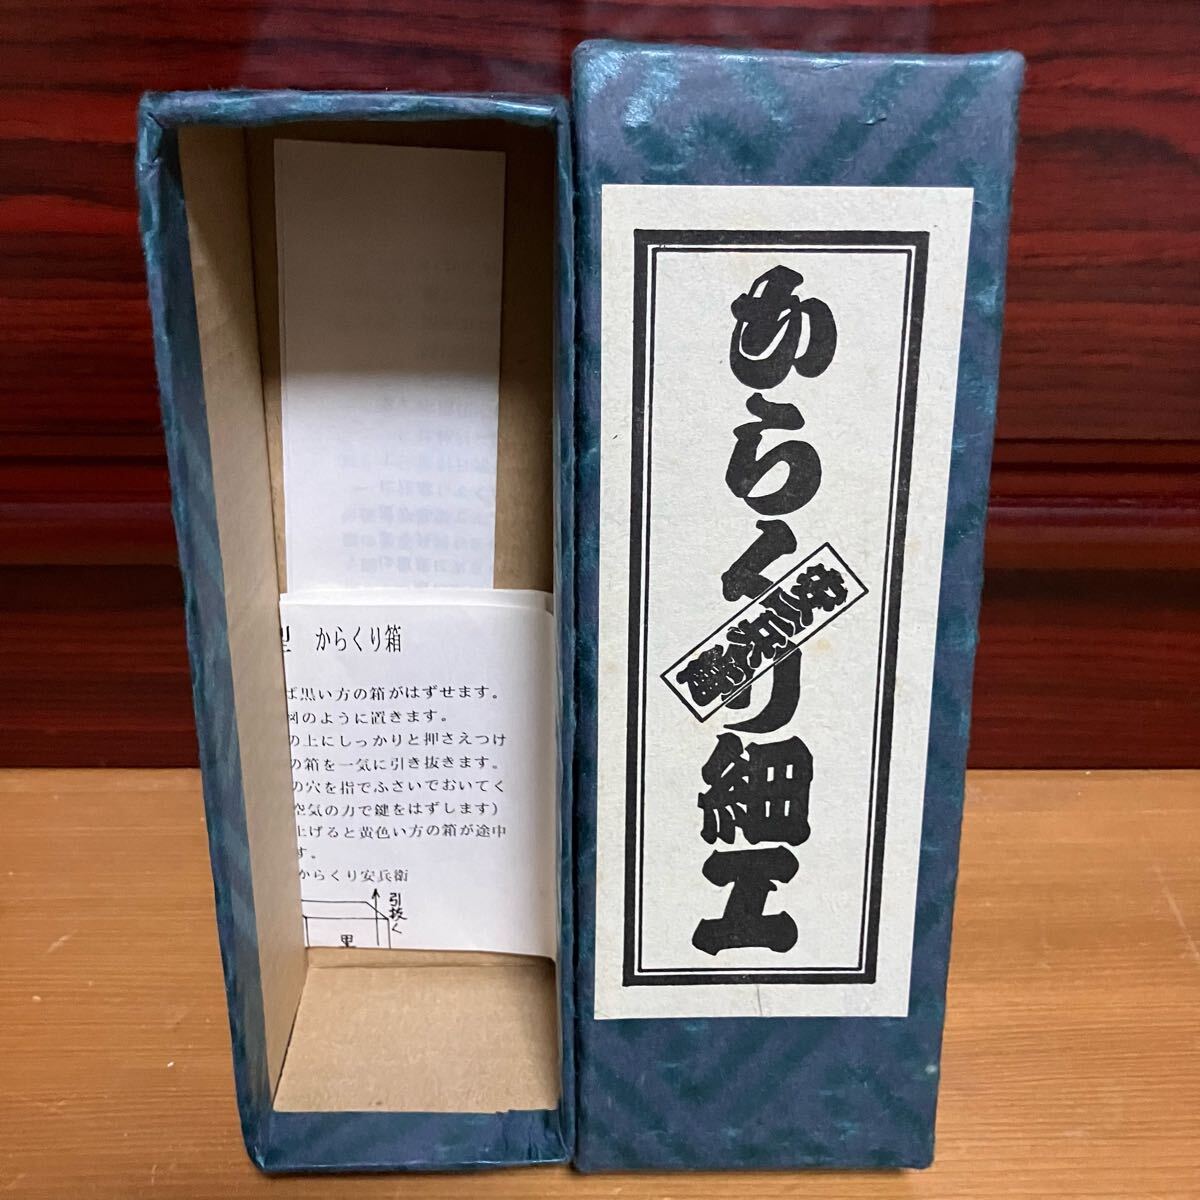 からくり細工
安兵衛
型 からくり箱
ば黒い方の箱がはずせます。
図のように置きます。
の上にしっかりと押さえつけ
の箱を一気に引き抜きます。
の穴を指でふさいでおいてく
空気の力で鍵をはずします)
上げると黄色い方の箱が途中
す。
からくり安兵衛
引抜く
黒